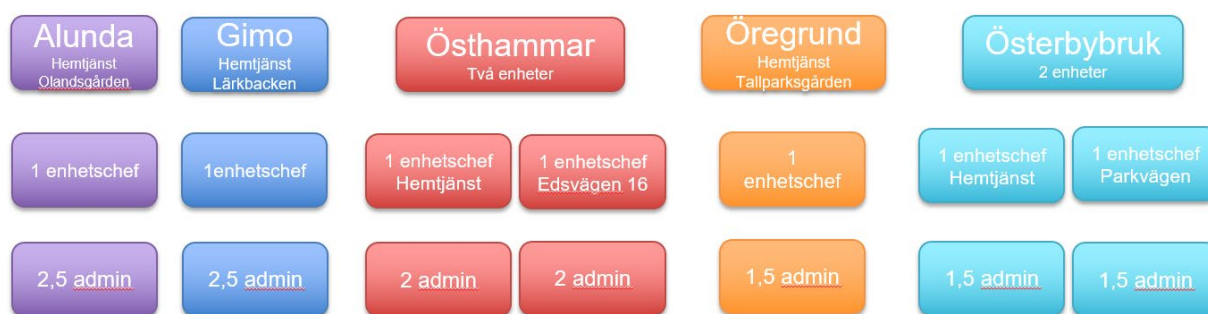 Alunda
Hemtjänst
Olandsgården
Gimo
Hemtjänst
Lärkbacken
Östhammar
Två enheter
Öregrund
Hemtjänst
Tallparksgården
Österbybruk
2 enheter
1 enhetschef
1enhetschef
1 enhetschef
Hemtjänst
1 enhetschef
Edsvägen 16
1
enhetschef
1 enhetschef
Hemtjänst
1 enhetschef
Parkvägen
2,5 admin
2,5 admin
2 admin
2 admin
1,5 admin
1,5 admin
1,5 admin